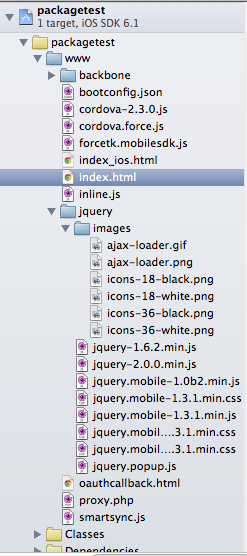 packagetest
1 target, iOS SDK 6.1
packagetest
www
backbone
bootconfig.json
cordova-2.3.0.js
cordova.force.js
forcetk.mobilesdk.js
index_ios.html
index.html
inline.js
jquery
images
ajax-loader.gif
ajax-loader.png
icons-18-black.png
icons-18-white.png
icons-36-black.png
icons-36-white.png
jquery-1.6.2.min.js
jquery-2.0.0.min.js
jquery.mobile-1.0b2.min.js
jquery.mobile-1.3.1.min.css
jquery.mobile-1.3.1.min.js
jquery.mobil....3.1.min.css
jquery.mobil....3.1.min.css
jquery.popup.js
oauthcallback.html
proxy.php
smartsync.js
Classes
Dependencies